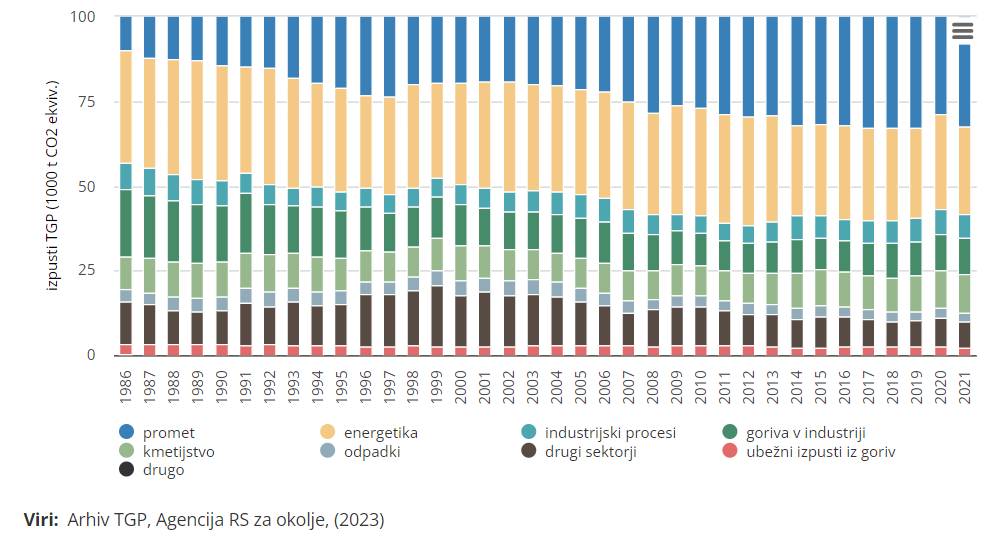 100
75
50
25
0
izpusti TGP (1000 t CO2 ekviv.)
1986 1987 1988 1989 1990 1991 1992 1993 1994 1995 1996 1997 1998 1999 2000 2001 2002 2003 2004 2005 2006 2007 2008 2009 2010 2011 2012 2013 2014 2015 2016 2017 2018 2019 2020 2021
promet energetika industrijski procesi goriva v industriji
kmetijstvo odpadki drugi sektorji ubežni izpusti iz goriv
drugo
Viri: Arhiv TGP, Agencija RS za okolje, (2023)